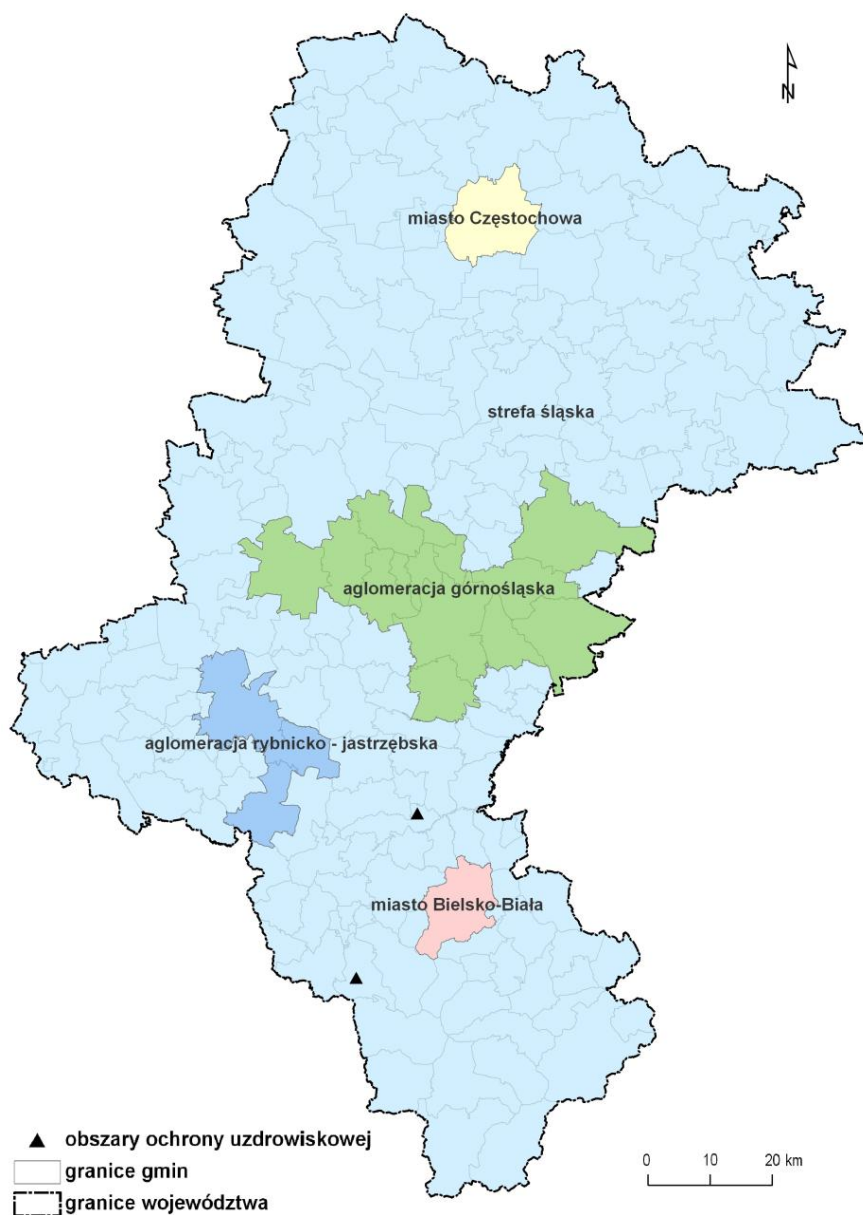 N
miasto Częstochowa
strefa śląska
aglomeracja górnośląska
aglomeracja rybnicko - jastrzębska
miasto Bielsko-Biała
obszary ochrony uzdrowiskowej
granice gmin
granice województwa
0 10 20 km